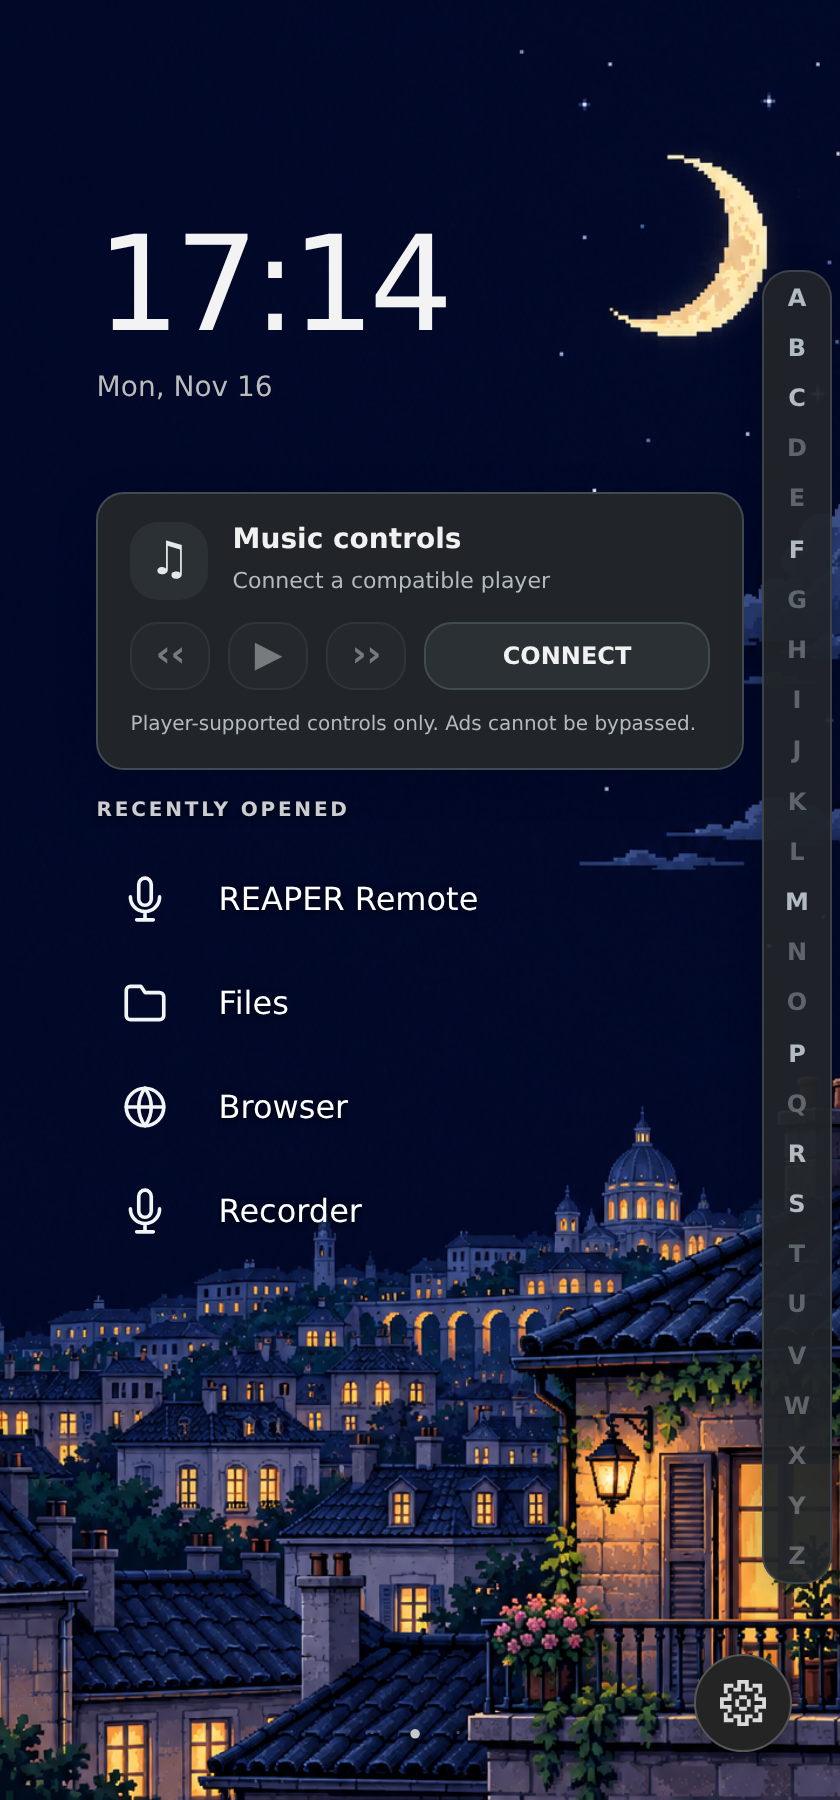 17:14
Mon, Nov 16
Music controls
Connect a compatible player
CONNECT
Player-supported controls only. Ads cannot be bypassed.
RECENTLY OPENED
REAPER Remote
Files
Browser
Recorder
A
B
C
D
E
F
G
H
I
J
K
L
M
N
O
P
Q
R
S
T
U
V
W
X
Y
Z